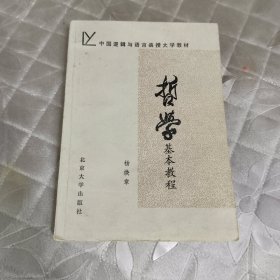 中国逻辑与语言函授大学教材
哲学
基本教程
杨焕章
北京大学出版社